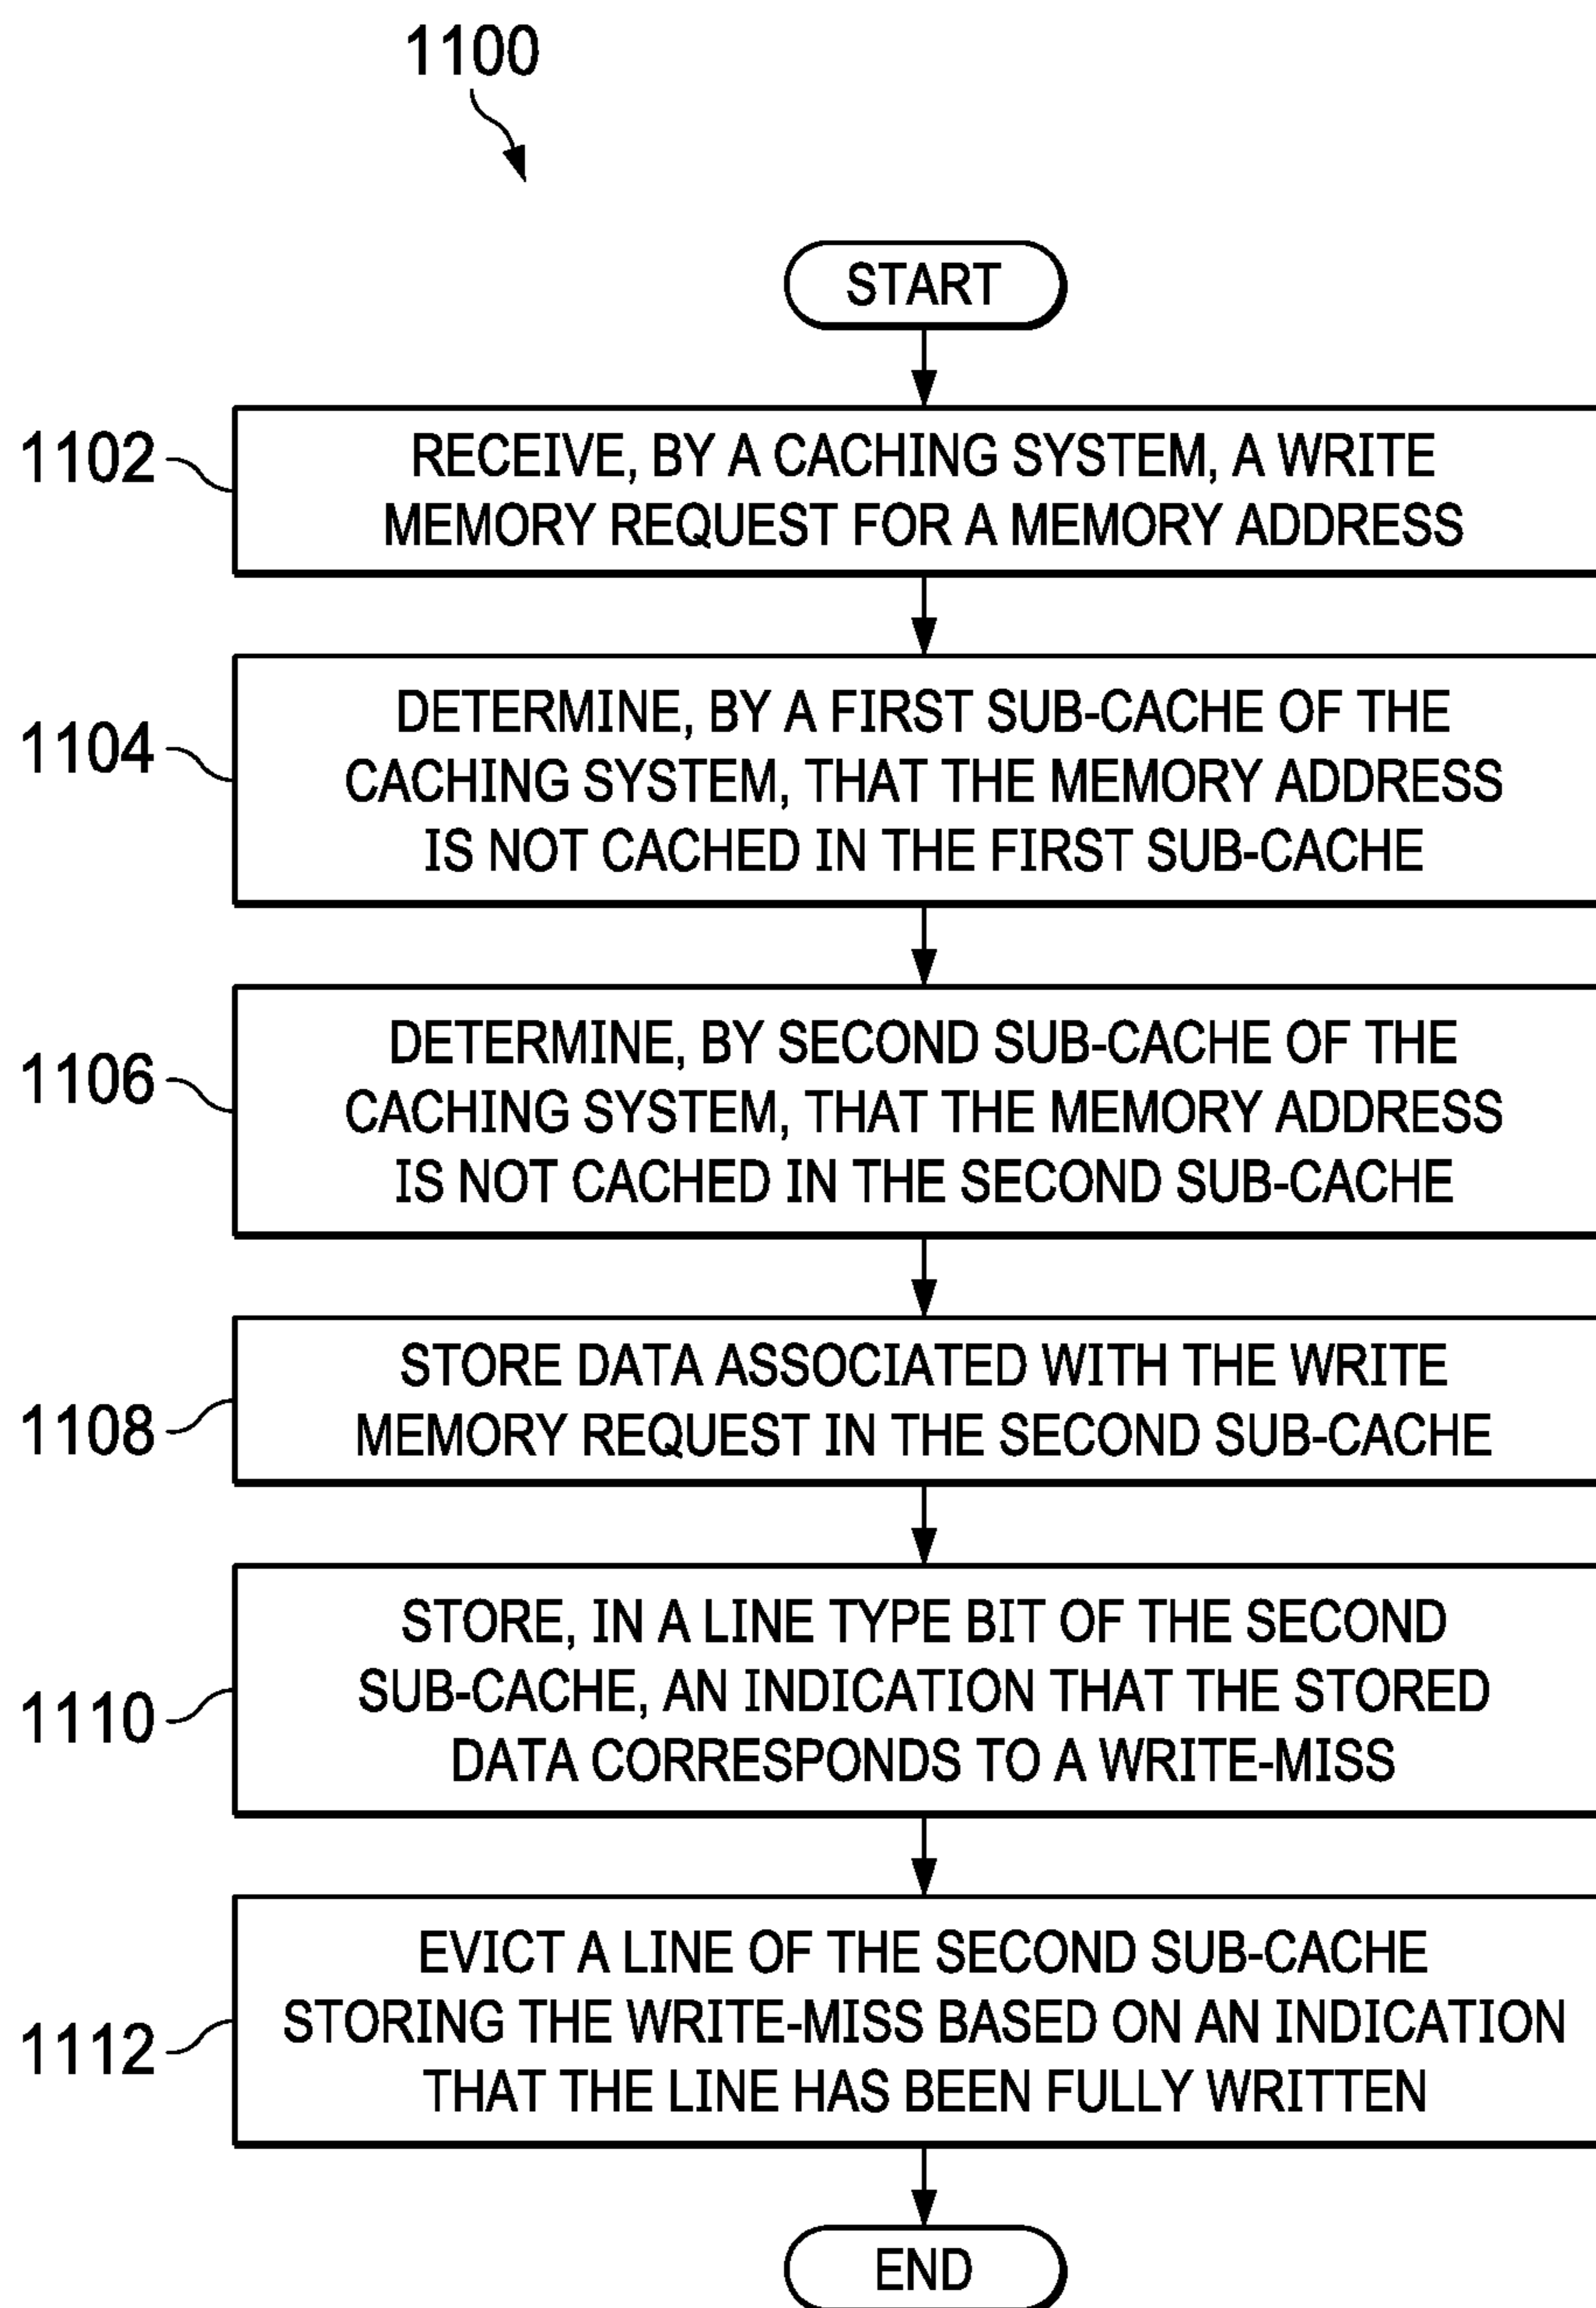 1100
START
1102
RECEIVE, BY A CACHING SYSTEM, A WRITE
MEMORY REQUEST FOR A MEMORY ADDRESS
1104
DETERMINE, BY A FIRST SUB-CACHE OF THE
CACHING SYSTEM, THAT THE MEMORY ADDRESS
IS NOT CACHED IN THE FIRST SUB-CACHE
1106
DETERMINE, BY SECOND SUB-CACHE OF THE
CACHING SYSTEM, THAT THE MEMORY ADDRESS
IS NOT CACHED IN THE SECOND SUB-CACHE
1108
STORE DATA ASSOCIATED WITH THE WRITE
MEMORY REQUEST IN THE SECOND SUB-CACHE
1110
STORE, IN A LINE TYPE BIT OF THE SECOND
SUB-CACHE, AN INDICATION THAT THE STORED
DATA CORRESPONDS TO A WRITE-MISS
1112
EVICT A LINE OF THE SECOND SUB-CACHE
STORING THE WRITE-MISS BASED ON AN INDICATION
THAT THE LINE HAS BEEN FULLY WRITTEN
END